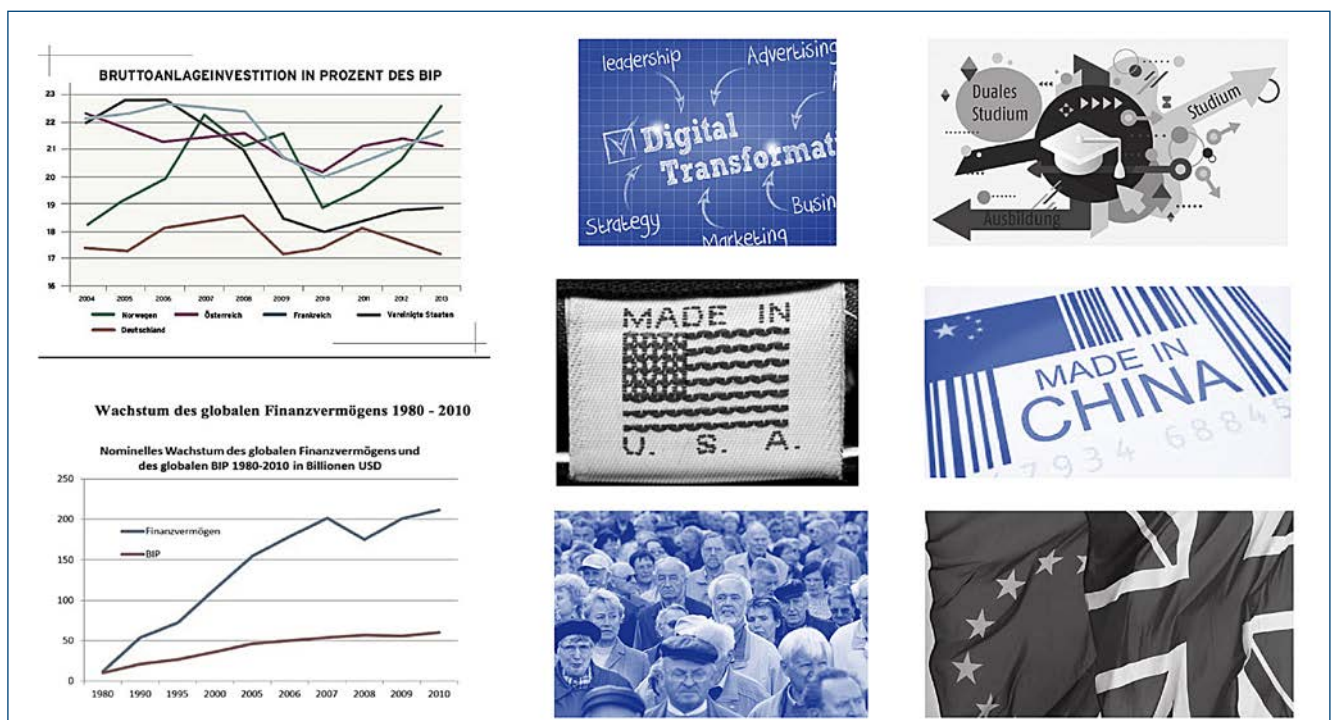 BRUTTOANLAGEINVESTITION IN PROZENT DES BIP
23
22
21
20
19
18
17
16
2004 2005 2006 2007 2008 2009 2010 2011 2012 2013
Norwegen Österreich Frankreich Vereinigte Staaten
Deutschland
Wachstum des globalen Finanzvermögens 1980 - 2010
Nominelles Wachstum des globalen Finanzvermögens und
des globalen BIP 1980-2010 in Billionen USD
250
200
150
100
50
0
Finanzvermögen
BIP
1980 1990 1995 2000 2005 2006 2007 2008 2009 2010
leadership
Advertising
Digital
Transformati
Strategy
Marketing
Busin
Duales
Studium
Studium
Ausbildung
MADE IN
U. S. A.
MADE IN
CHINA
7934 68845